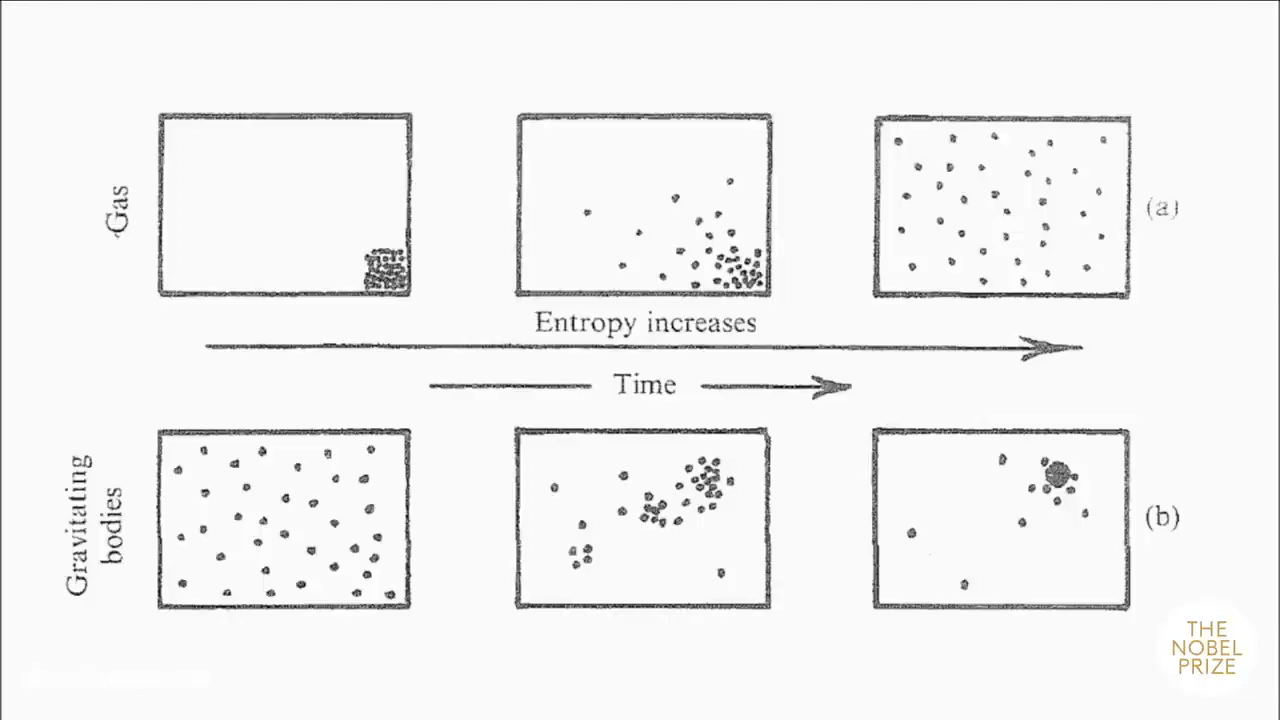 Gas
(a)
Entropy increases
Time
Gravitating
bodies
(b)
THE
NOBEL
PRIZE